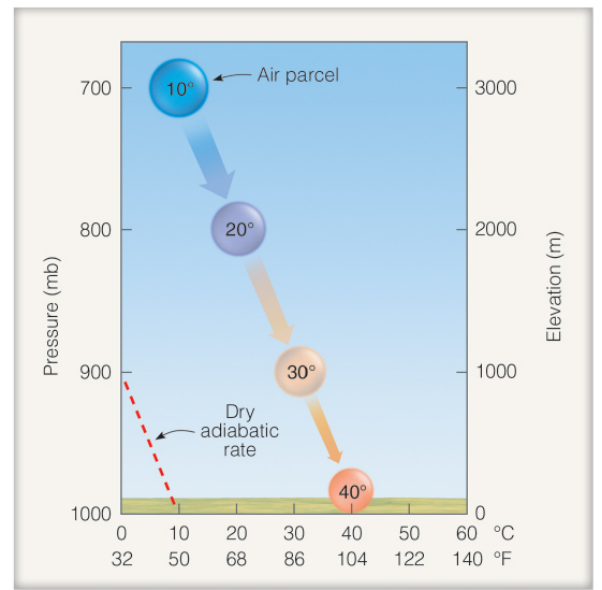 700
800
900
1000
Pressure (mb)
10°
Air parcel
20°
30°
40°
Dry
adiabatic
rate
3000
2000
1000
0
Elevation (m)
0 10 20 30 40 50 60 °C
32 50 68 86 104 122 140 °F